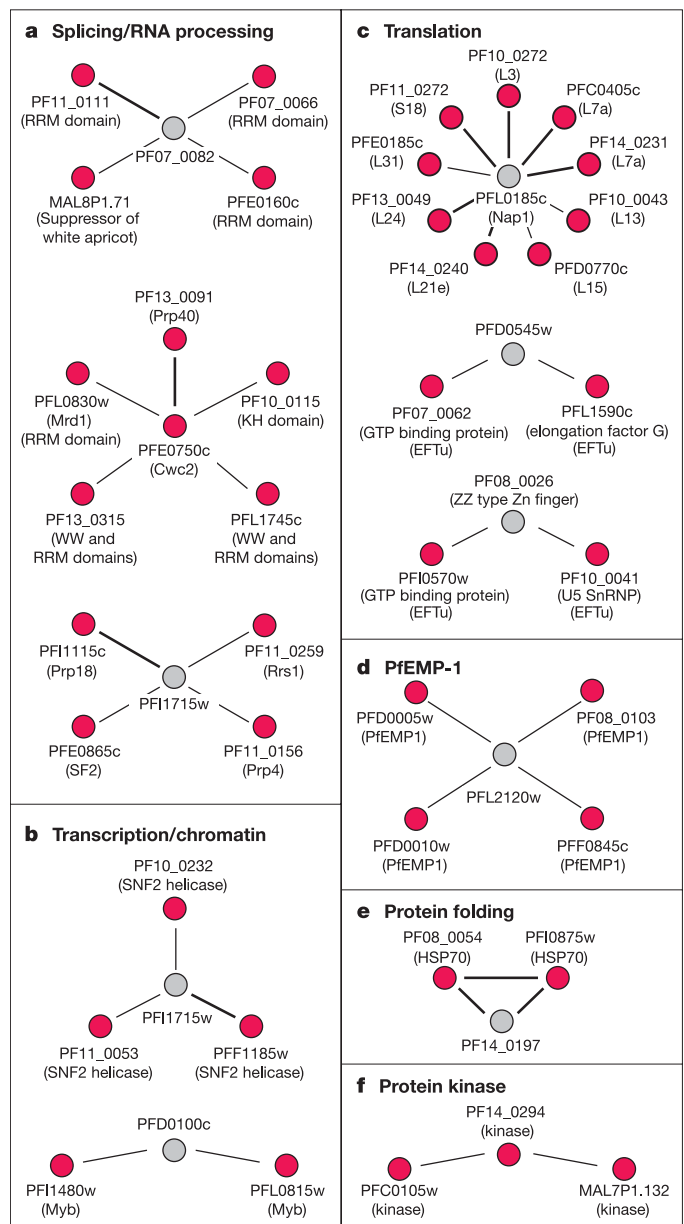 a Splicing/RNA processing
PF11_0111
(RRM domain)
PF07_0066
(RRM domain)
PF07_0082
MAL8P1.71
(Suppressor of
white apricot)
PFE0160c
(RRM domain)
PF13_0091
(Prp40)
PFL0830w
(Mrd1)
(RRM domain)
PF10_0115
(KH domain)
PFE0750c
(Cwc2)
PF13_0315
(WW and
RRM domains)
PFL1745c
(WW and
RRM domains)
PFI1115c
(Prp18)
PF11_0259
(Rrs1)
PFI1715w
PFE0865c
(SF2)
PF11_0156
(Prp4)
b Transcription/chromatin
PF10_0232
(SNF2 helicase)
PFI1715w
PF11_0053
(SNF2 helicase)
PFF1185w
(SNF2 helicase)
PFD0100c
PFI1480w
(Myb)
PFL0815w
(Myb)
c Translation
PF10_0272
(L3)
PF11_0272
(S18)
PFC0405c
(L7a)
PFE0185c
(L31)
PF14_0231
(L7a)
PFL0185c
(Nap1)
PF13_0049
(L24)
PF10_0043
(L13)
PF14_0240
(L21e)
PFD0770c
(L15)
PFD0545w
PF07_0062
(GTP binding protein)
(EFTu)
PFL1590c
(elongation factor G)
(EFTu)
PF08_0026
(ZZ type Zn finger)
PFI0570w
(GTP binding protein)
(EFTu)
PF10_0041
(U5 SnRNP)
(EFTu)
d PfEMP-1
PFD0005w
(PfEMP1)
PF08_0103
(PfEMP1)
PFL2120w
PFD0010w
(PfEMP1)
PFF0845c
(PfEMP1)
e Protein folding
PF08_0054
(HSP70)
PFI0875w
(HSP70)
PF14_0197
f Protein kinase
PF14_0294
(kinase)
PFC0105w
(kinase)
MAL7P1.132
(kinase)